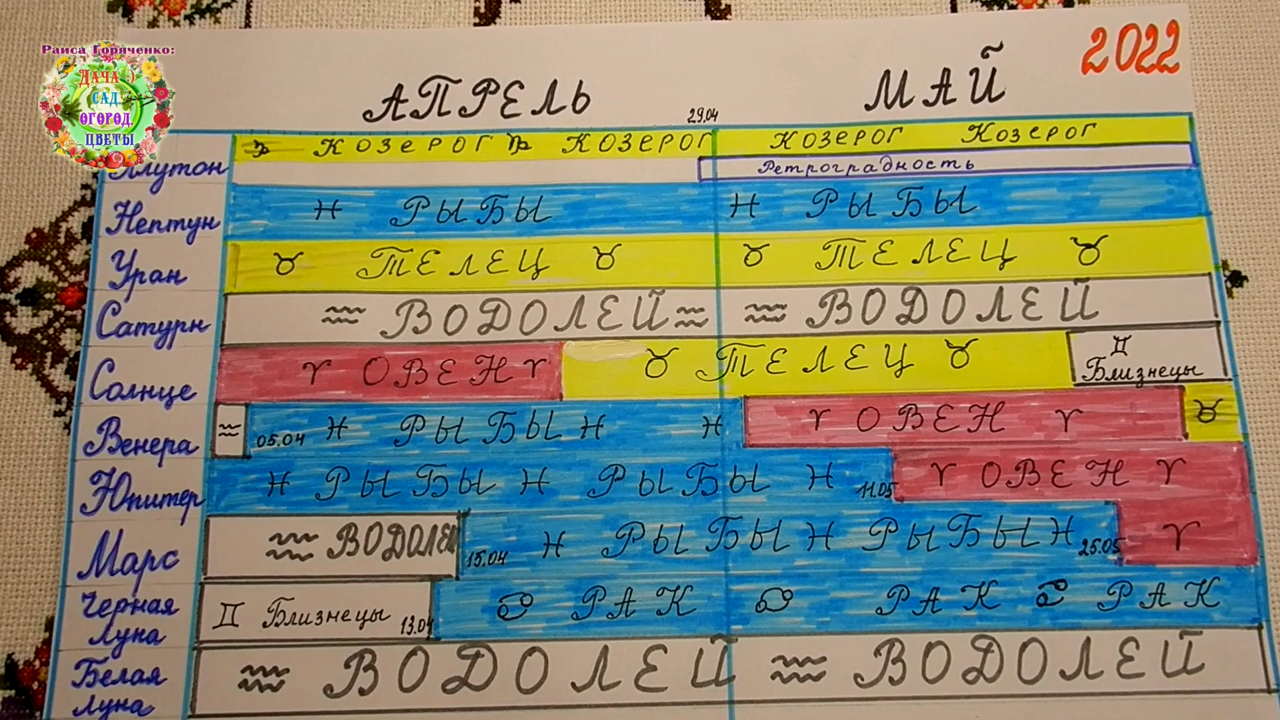 Раиса Горяченко:
ДАЧА :)
САД,
ОГОРОД,
ЦВЕТЫ
2022
АПРЕЛЬ МАЙ
29.04
♑ КОЗЕРОГ ♑ КОЗЕРОГ КОЗЕРОГ КОЗЕРОГ
Плутон Ретроградность
Нептун ♓ РЫБЫ ♓ РЫБЫ
Уран ♉ ТЕЛЕЦ ♉ ♉ ТЕЛЕЦ ♉
Сатурн ♒ ВОДОЛЕЙ ♒ ♒ ВОДОЛЕЙ
Солнце ♈ ОВЕН ♈ ♉ ТЕЛЕЦ ♉ ♊ Близнецы
Венера ♒ 05.04 ♓ РЫБЫ ♓ ♓ ♈ ОВЕН ♈ ♉
Юпитер ♓ РЫБЫ ♓ РЫБЫ ♓ 11.05 ♈ ОВЕН ♈
Марс ♒ ВОДОЛЕЙ 15.04 ♓ РЫБЫ ♓ РЫБЫ ♓ 25.05 ♈
Черная Луна ♊ Близнецы 13.04 ♋ РАК ♋ РАК ♋ РАК
Белая Луна ♒ ВОДОЛЕЙ ♒ ВОДОЛЕЙ